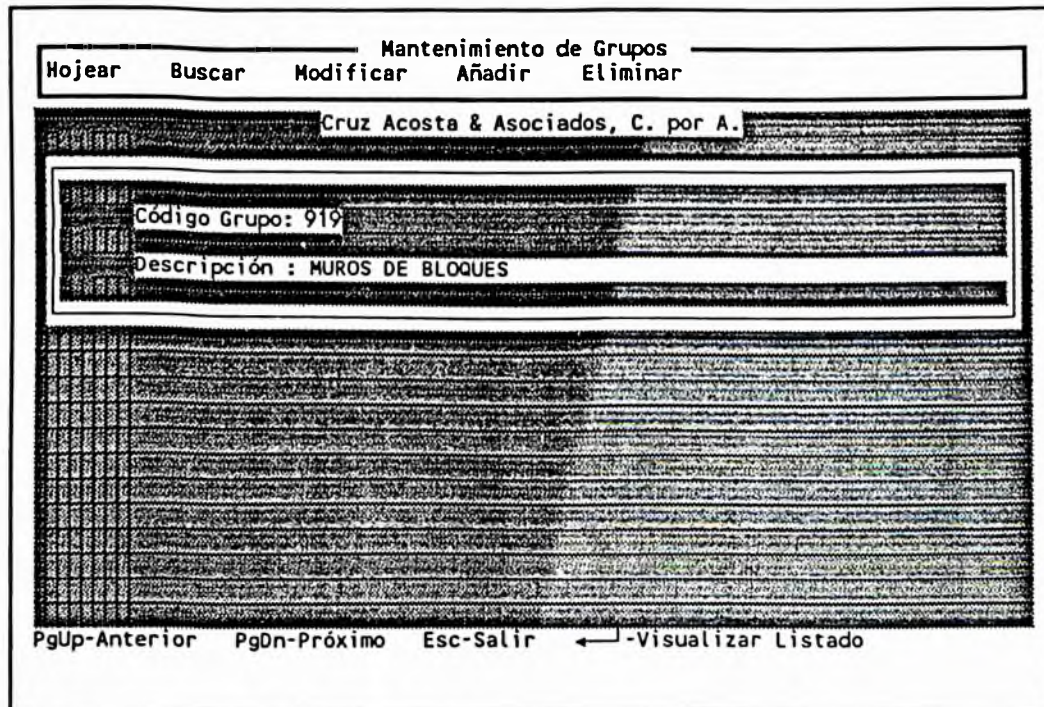 Mantenimiento de Grupos
Hojear Buscar Modificar Añadir Eliminar
Cruz Acosta & Asociados, C. por A.
Código Grupo: 919
Descripción : MUROS DE BLOQUES
PgUp-Anterior PgDn-Próximo Esc-Salir ←┘-Visualizar Listado